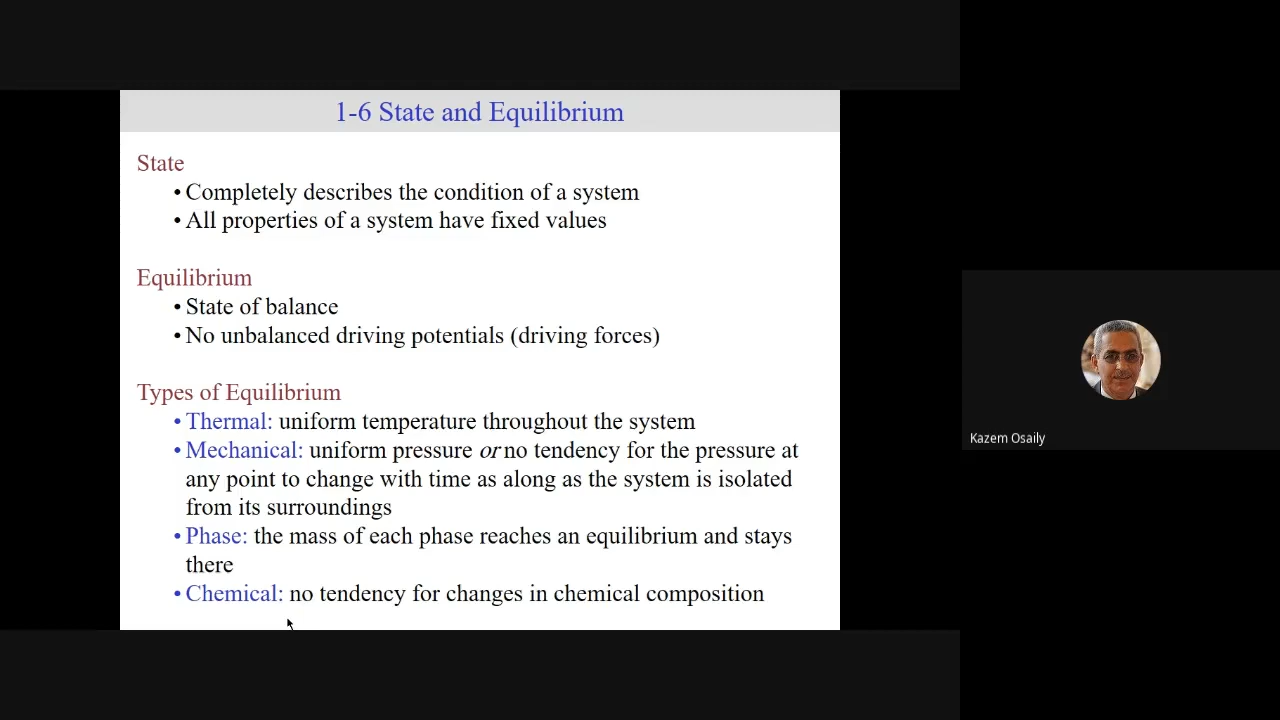 1-6 State and Equilibrium
State
• Completely describes the condition of a system
• All properties of a system have fixed values
Equilibrium
• State of balance
• No unbalanced driving potentials (driving forces)
Types of Equilibrium
• Thermal: uniform temperature throughout the system
• Mechanical: uniform pressure or no tendency for the pressure at
any point to change with time as along as the system is isolated
from its surroundings
• Phase: the mass of each phase reaches an equilibrium and stays
there
• Chemical: no tendency for changes in chemical composition
Kazem Osaily